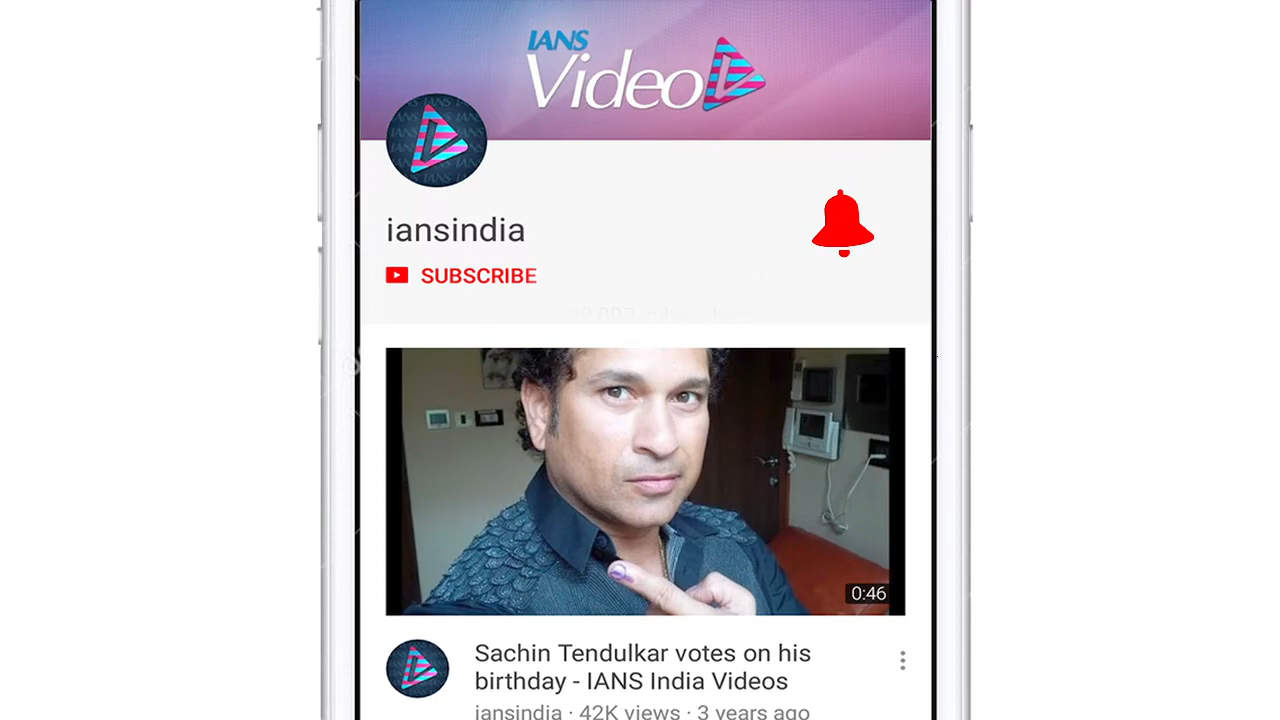 IANS
Video
iansindia
SUBSCRIBE
0:46
Sachin Tendulkar votes on his
birthday - IANS India Videos
iansindia · 42K views · 3 years ago